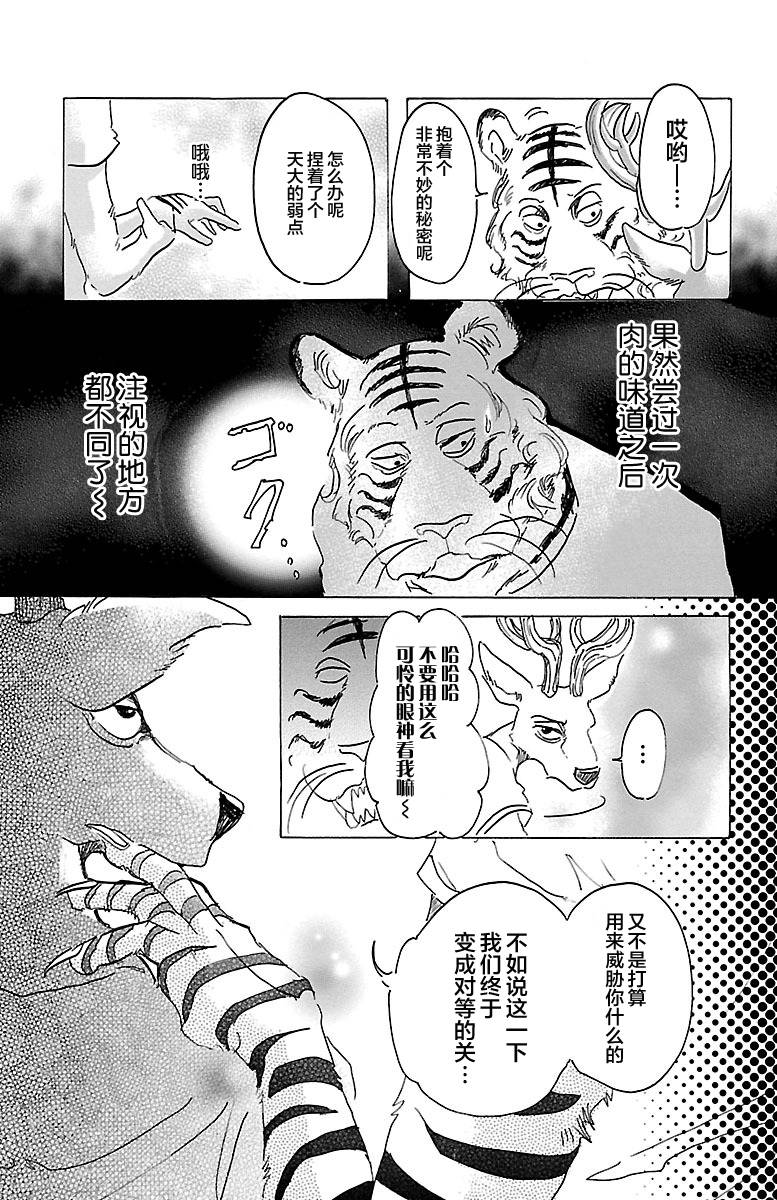 哎哟—…
抱着个
非常不妙的秘密呢
怎么办呢
捏着了个
天大的弱点
哦
哦…
果然尝过一次
肉的味道之后
ゴク…
注视的地方
都不同了～
…
哈哈哈
不要用这么
可怜的眼神看我嘛～
又不是打算
用来威胁你什么的
不如说这一下
我们终于
变成对等的关…